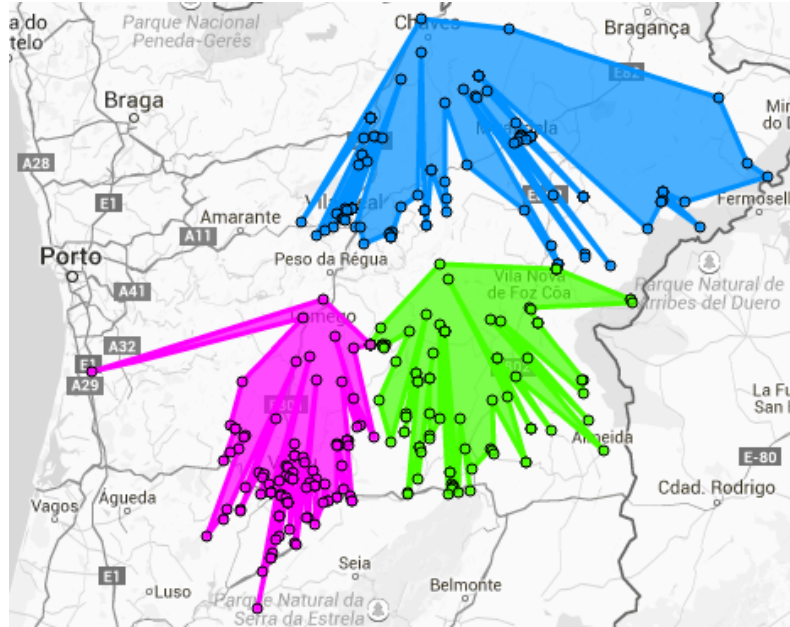 a do
telo
Parque Nacional
Peneda-Gerês
Chaves
Bragança
E82
Braga
Mir
do D
A28
E1
Amarante
A11
Fermosell
Porto
Peso da Régua
Vila Nova
de Foz Côa
Parque Natural de
Arribes del Duero
A41
A32
E1
A29
La Fu
San F
Almeida
E-80
Vagos
Águeda
Cdad. Rodrigo
E1
Seia
Luso
Belmonte
Parque Natural da
Serra da Estrela